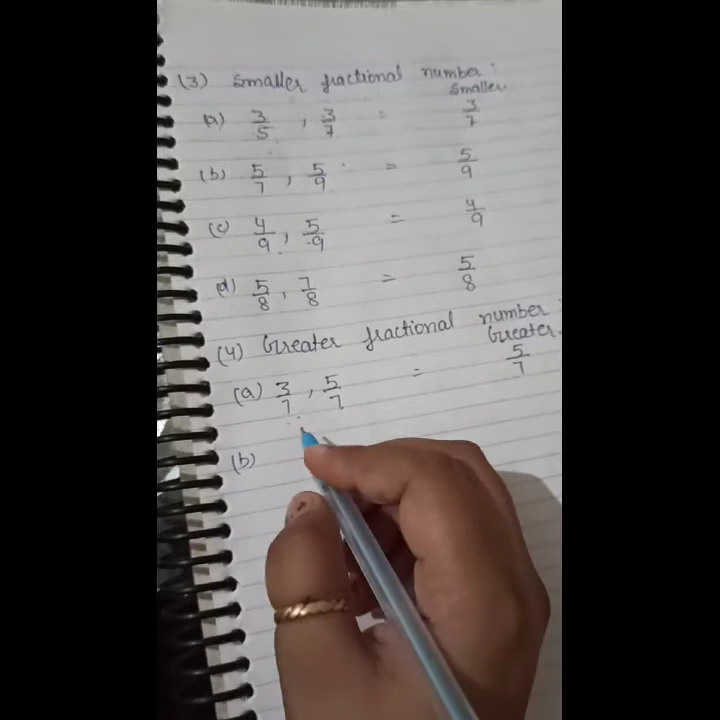 (3) Smaller fractional number :
Smaller
(a) 3/5 , 3/7 = 3/7
(b) 5/7 , 5/9 = 5/9
(c) 4/9 , 5/9 = 4/9
(d) 5/8 , 7/8 = 5/8
(4) Greater fractional number :
Greater.
(a) 3/7 , 5/7 = 5/7
(b)